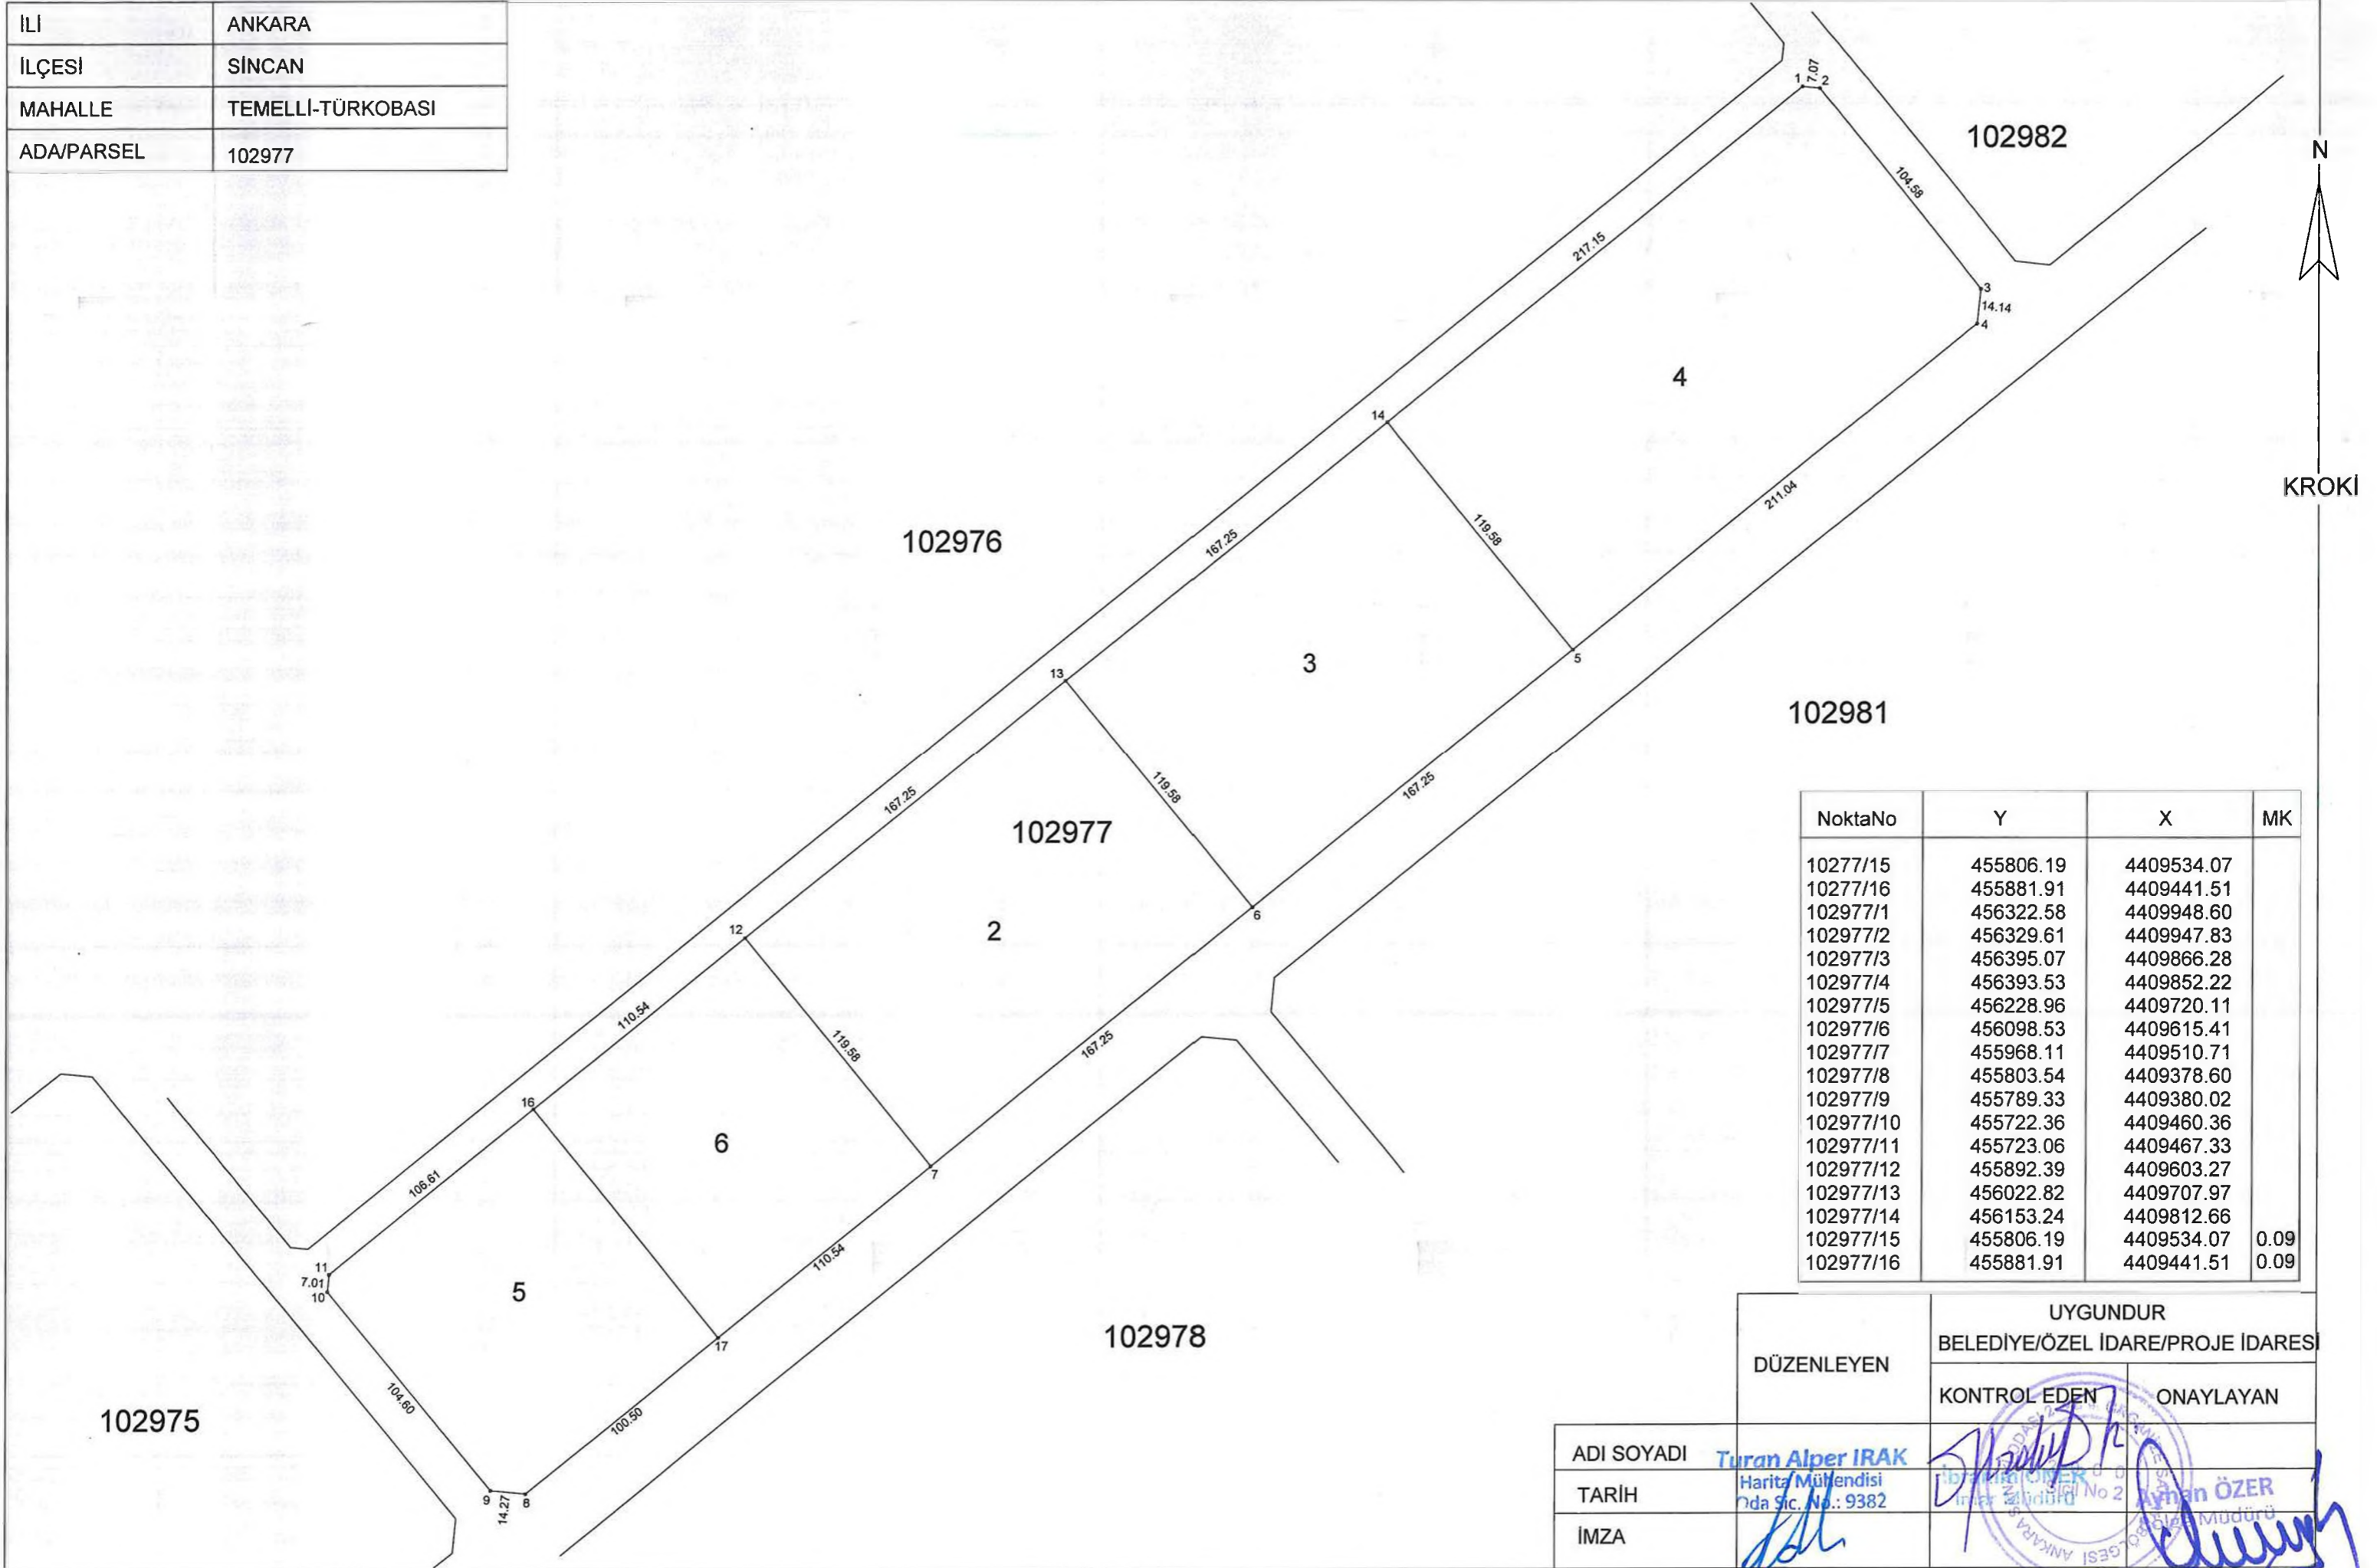 İLİ ANKARA
İLÇESİ SİNCAN
MAHALLE TEMELLİ-TÜRKOBASI
ADA/PARSEL 102977
1 7.07 2
102982
N
104.58
217.15
3
14.14
4
4
14
KROKİ
211.04
119.58
102976
167.25
3
5
13
102981
119.58
167.25
167.25
102977
6
12
2
110.54
119.58
167.25
16
6
7
106.61
110.54
11
7.01
10
5
102978
17
104.60
100.50
102975
9 14.27 8
NoktaNo Y X MK
10277/15 455806.19 4409534.07
10277/16 455881.91 4409441.51
102977/1 456322.58 4409948.60
102977/2 456329.61 4409947.83
102977/3 456395.07 4409866.28
102977/4 456393.53 4409852.22
102977/5 456228.96 4409720.11
102977/6 456098.53 4409615.41
102977/7 455968.11 4409510.71
102977/8 455803.54 4409378.60
102977/9 455789.33 4409380.02
102977/10 455722.36 4409460.36
102977/11 455723.06 4409467.33
102977/12 455892.39 4409603.27
102977/13 456022.82 4409707.97
102977/14 456153.24 4409812.66
102977/15 455806.19 4409534.07 0.09
102977/16 455881.91 4409441.51 0.09
DÜZENLEYEN
UYGUNDUR
BELEDİYE/ÖZEL İDARE/PROJE İDARESİ
KONTROL EDEN ONAYLAYAN
ADI SOYADI
TARİH
İMZA
Turan Alper IRAK
Harita Mühendisi
Oda Sic. No.: 9382
İbrahim ÖNER
İmar Müdürü
Sicil No 2
Ayhan ÖZER
Bölge Müdürü